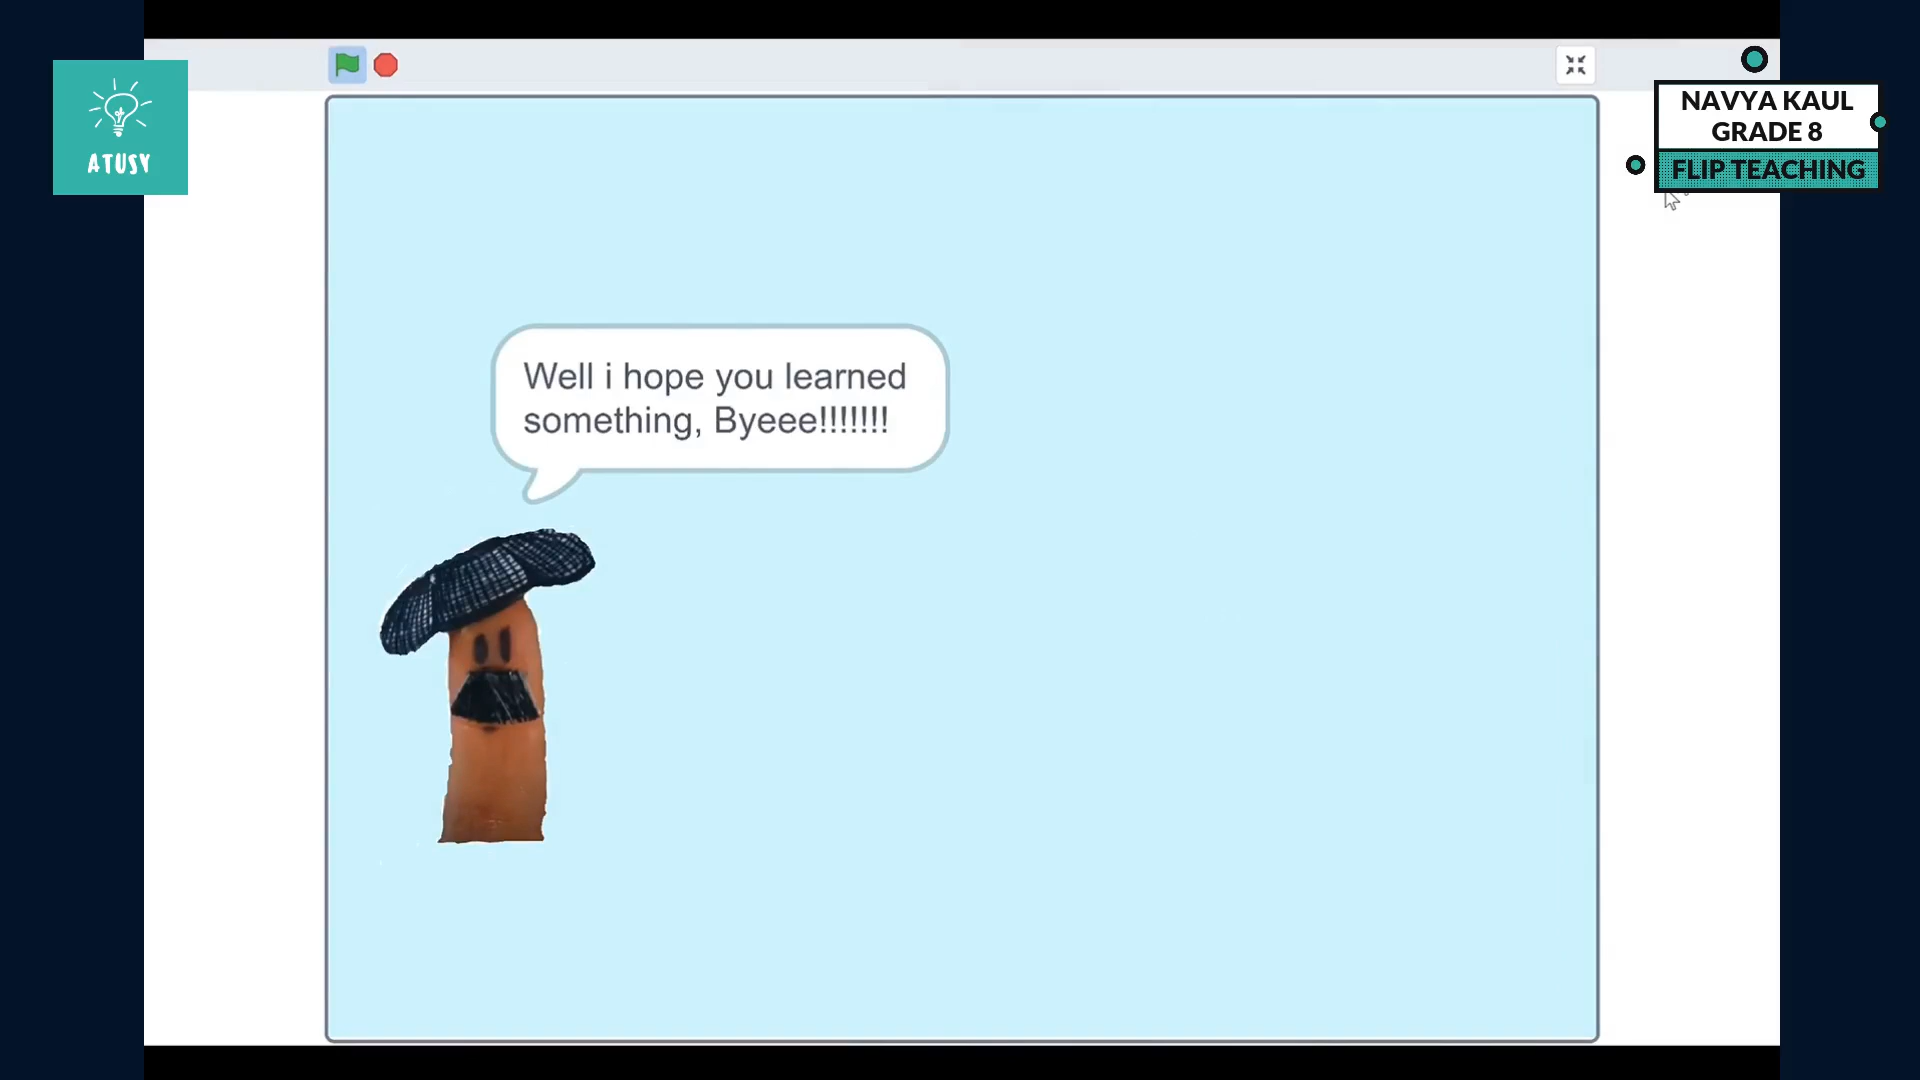 ATUSY
NAVYA KAUL
GRADE 8
FLIP TEACHING
Well i hope you learned
something, Byeee!!!!!!!